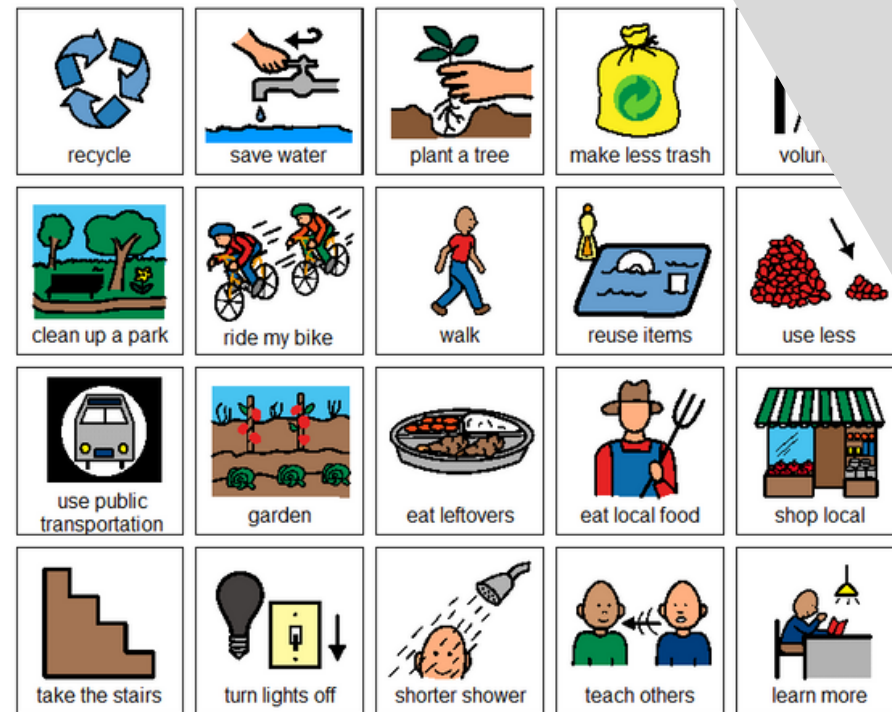 recycle
save water
plant a tree
make less trash
clean up a park
ride my bike
walk
reuse items
use less
use public
transportation
garden
eat leftovers
eat local food
shop local
take the stairs
turn lights off
shorter shower
teach others
learn more